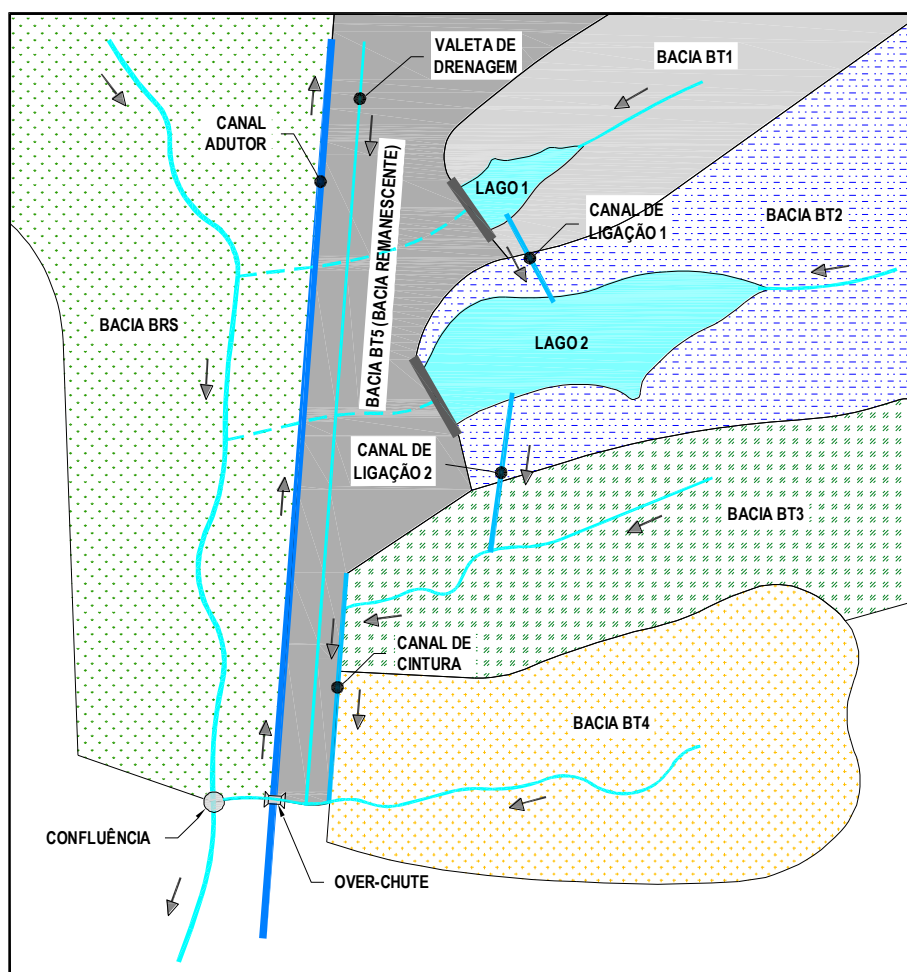 VALETA DE
DRENAGEM
BACIA BT1
CANAL
ADUTOR
LAGO 1
CANAL DE
LIGAÇÃO 1
BACIA BT2
BACIA BT5 (BACIA REMANESCENTE)
BACIA BRS
LAGO 2
CANAL DE
LIGAÇÃO 2
BACIA BT3
CANAL DE
CINTURA
BACIA BT4
CONFLUÊNCIA
OVER-CHUTE